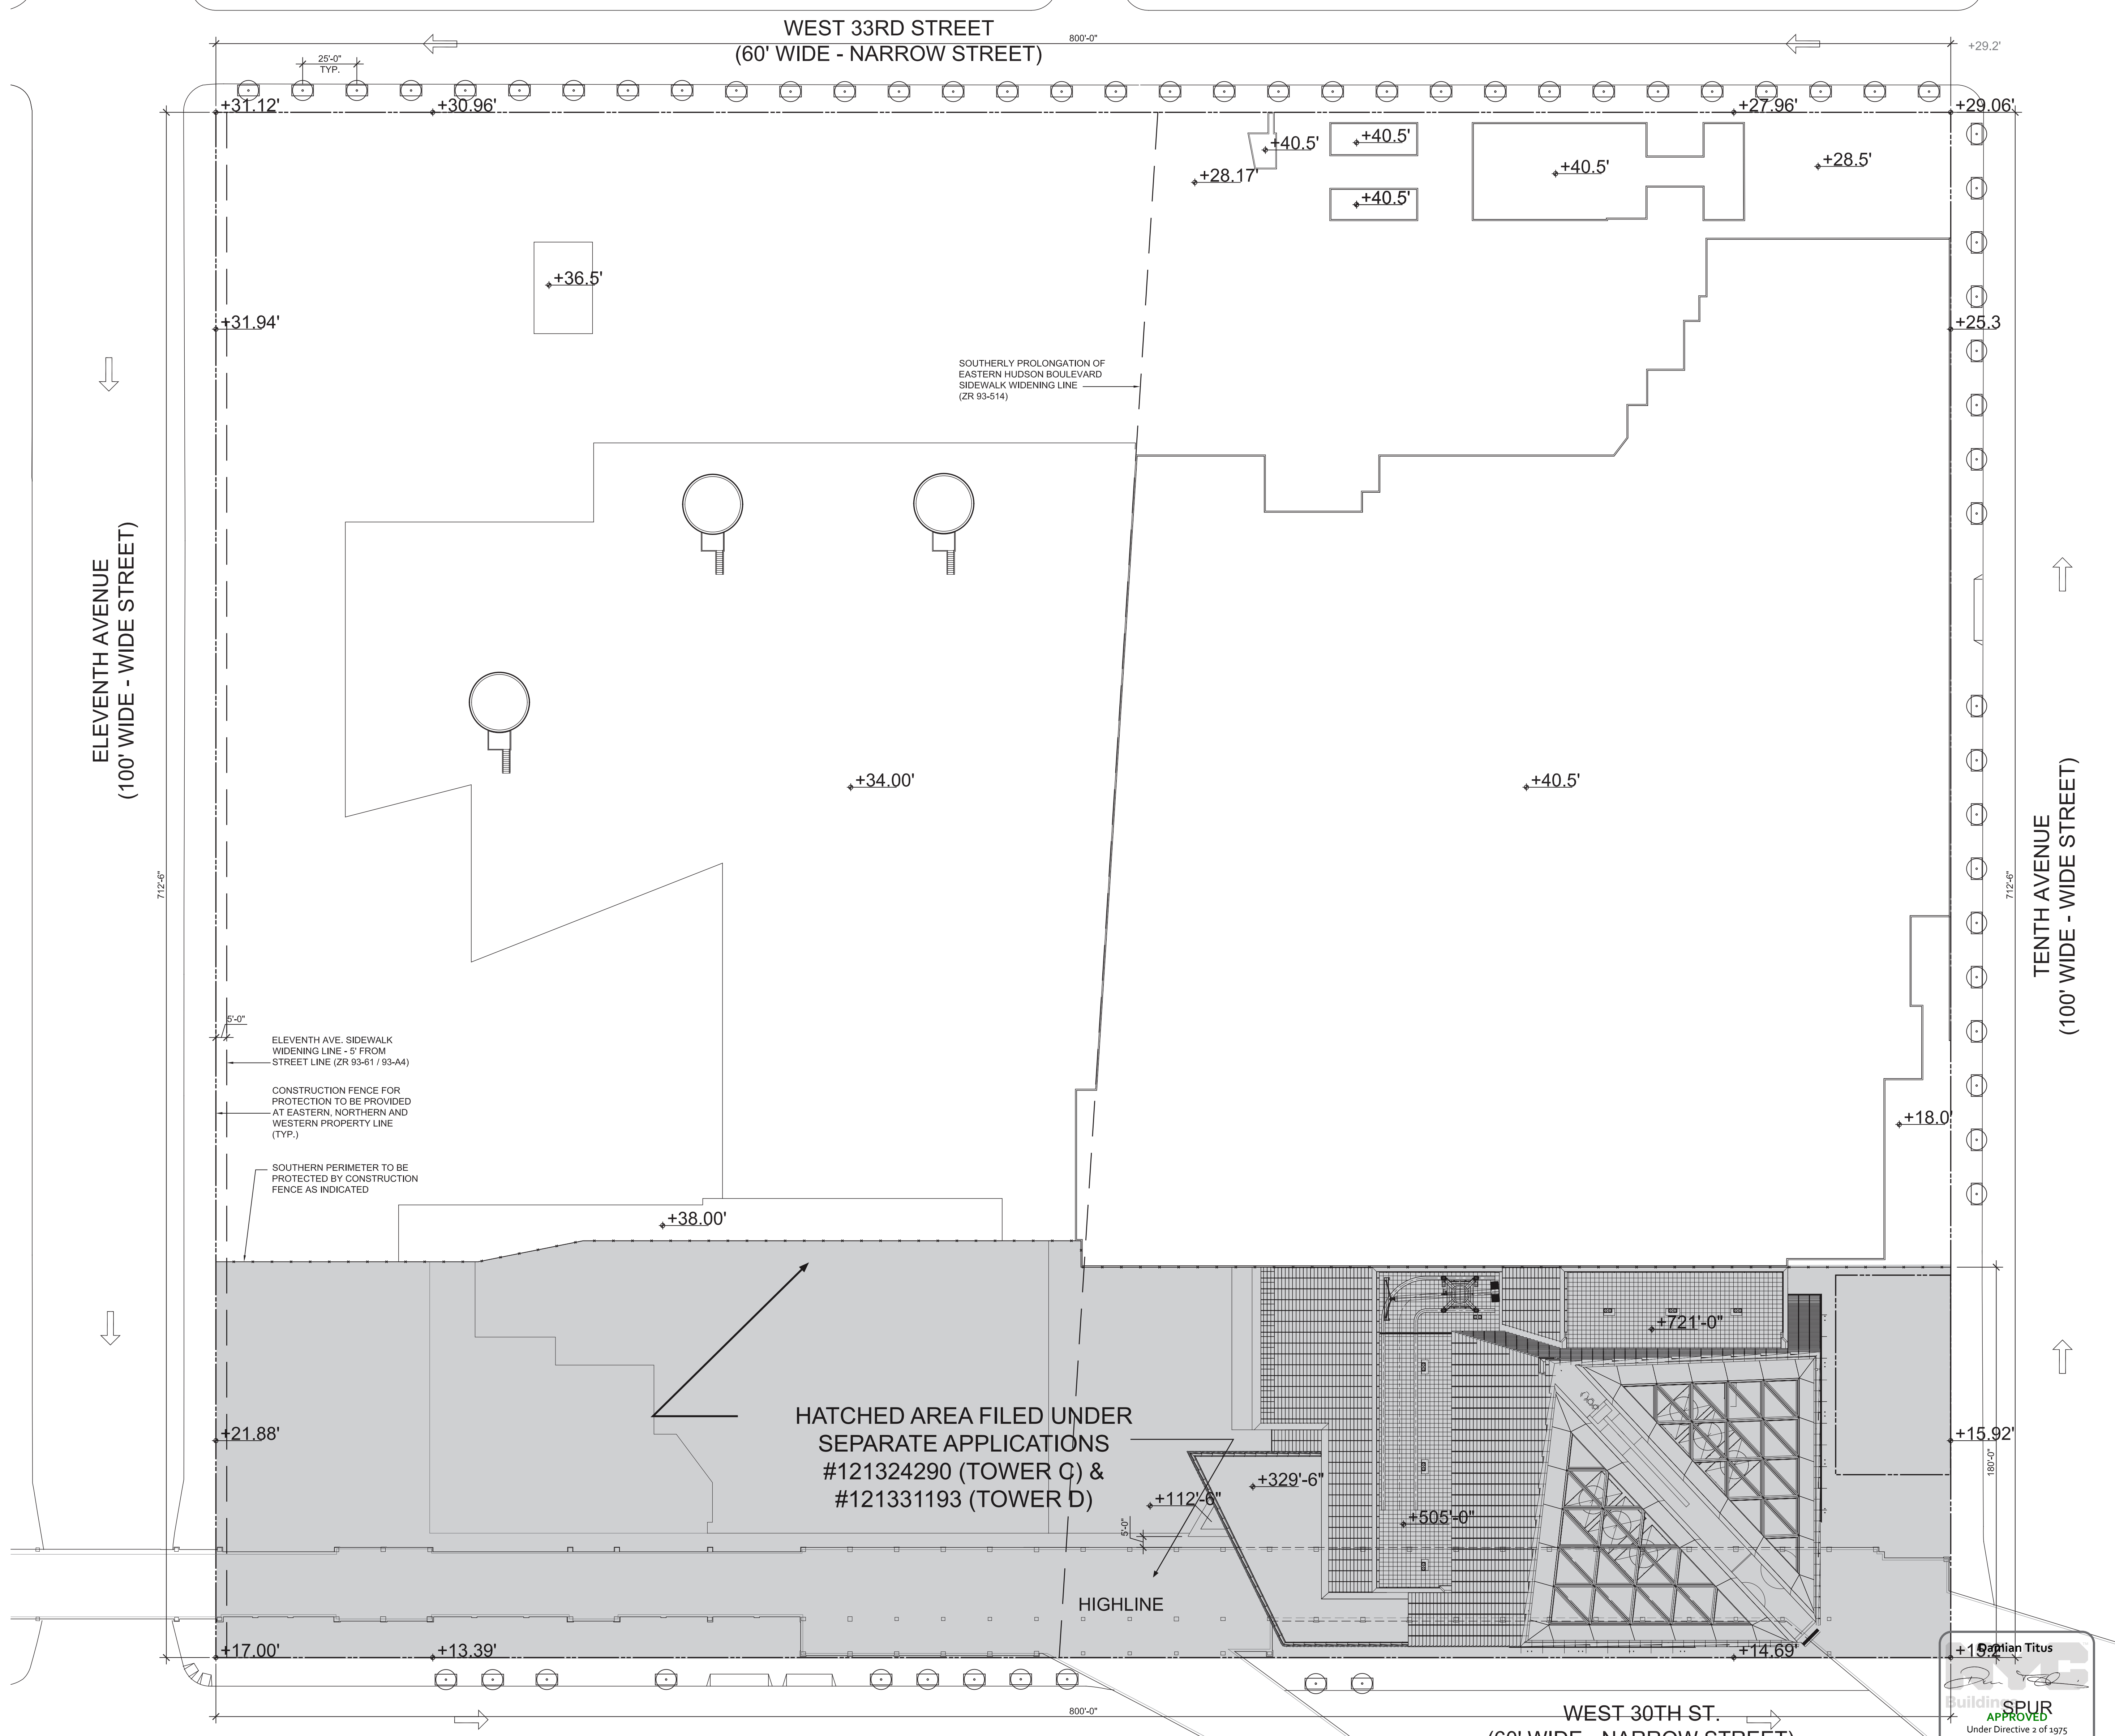 WEST 33RD STREET
(60' WIDE - NARROW STREET)
800'-0"
+29.2'
25'-0"
TYP.
+31.12'
+30.96'
+27.96'
+29.06'
+40.5'
+40.5'
+40.5'
+28.5'
+28.17'
+40.5'
+36.5'
+31.94'
+25.3
SOUTHERLY PROLONGATION OF
EASTERN HUDSON BOULEVARD
SIDEWALK WIDENING LINE
(ZR 93-514)
ELEVENTH AVENUE
(100' WIDE - WIDE STREET)
+34.00'
+40.5'
TENTH AVENUE
(100' WIDE - WIDE STREET)
712'-6"
712'-6"
5'-0"
ELEVENTH AVE. SIDEWALK
WIDENING LINE - 5' FROM
STREET LINE (ZR 93-61 / 93-A4)
CONSTRUCTION FENCE FOR
PROTECTION TO BE PROVIDED
AT EASTERN, NORTHERN AND
WESTERN PROPERTY LINE
(TYP.)
+18.0'
SOUTHERN PERIMETER TO BE
PROTECTED BY CONSTRUCTION
FENCE AS INDICATED
+38.00'
+721'-0"
HATCHED AREA FILED UNDER
SEPARATE APPLICATIONS
#121324290 (TOWER C) &
#121331193 (TOWER D)
+21.88'
+15.92'
180'-0"
+329'-6"
+112'-6"
+505'-0"
5'-0"
HIGHLINE
+17.00'
+13.39'
+14.69'
+15.2'
Damian Titus
NYC
Buildings
SPUR
APPROVED
Under Directive 2 of 1975
800'-0"
WEST 30TH ST.
(60' WIDE - NARROW STREET)